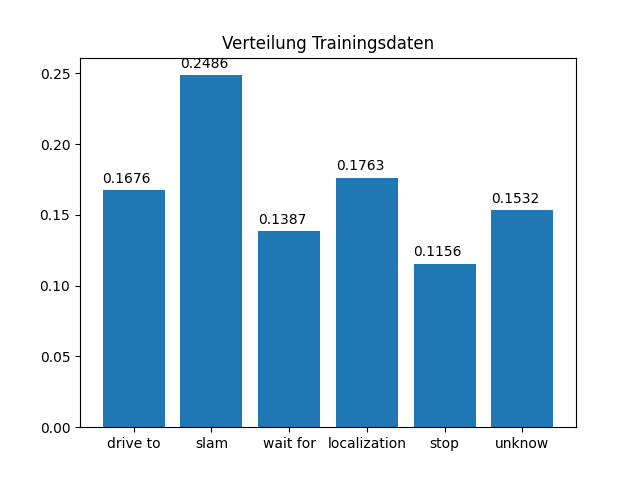 Verteilung Trainingsdaten
0.25
0.20
0.15
0.10
0.05
0.00
0.1676
0.2486
0.1387
0.1763
0.1156
0.1532
drive to
slam
wait for
localization
stop
unknow